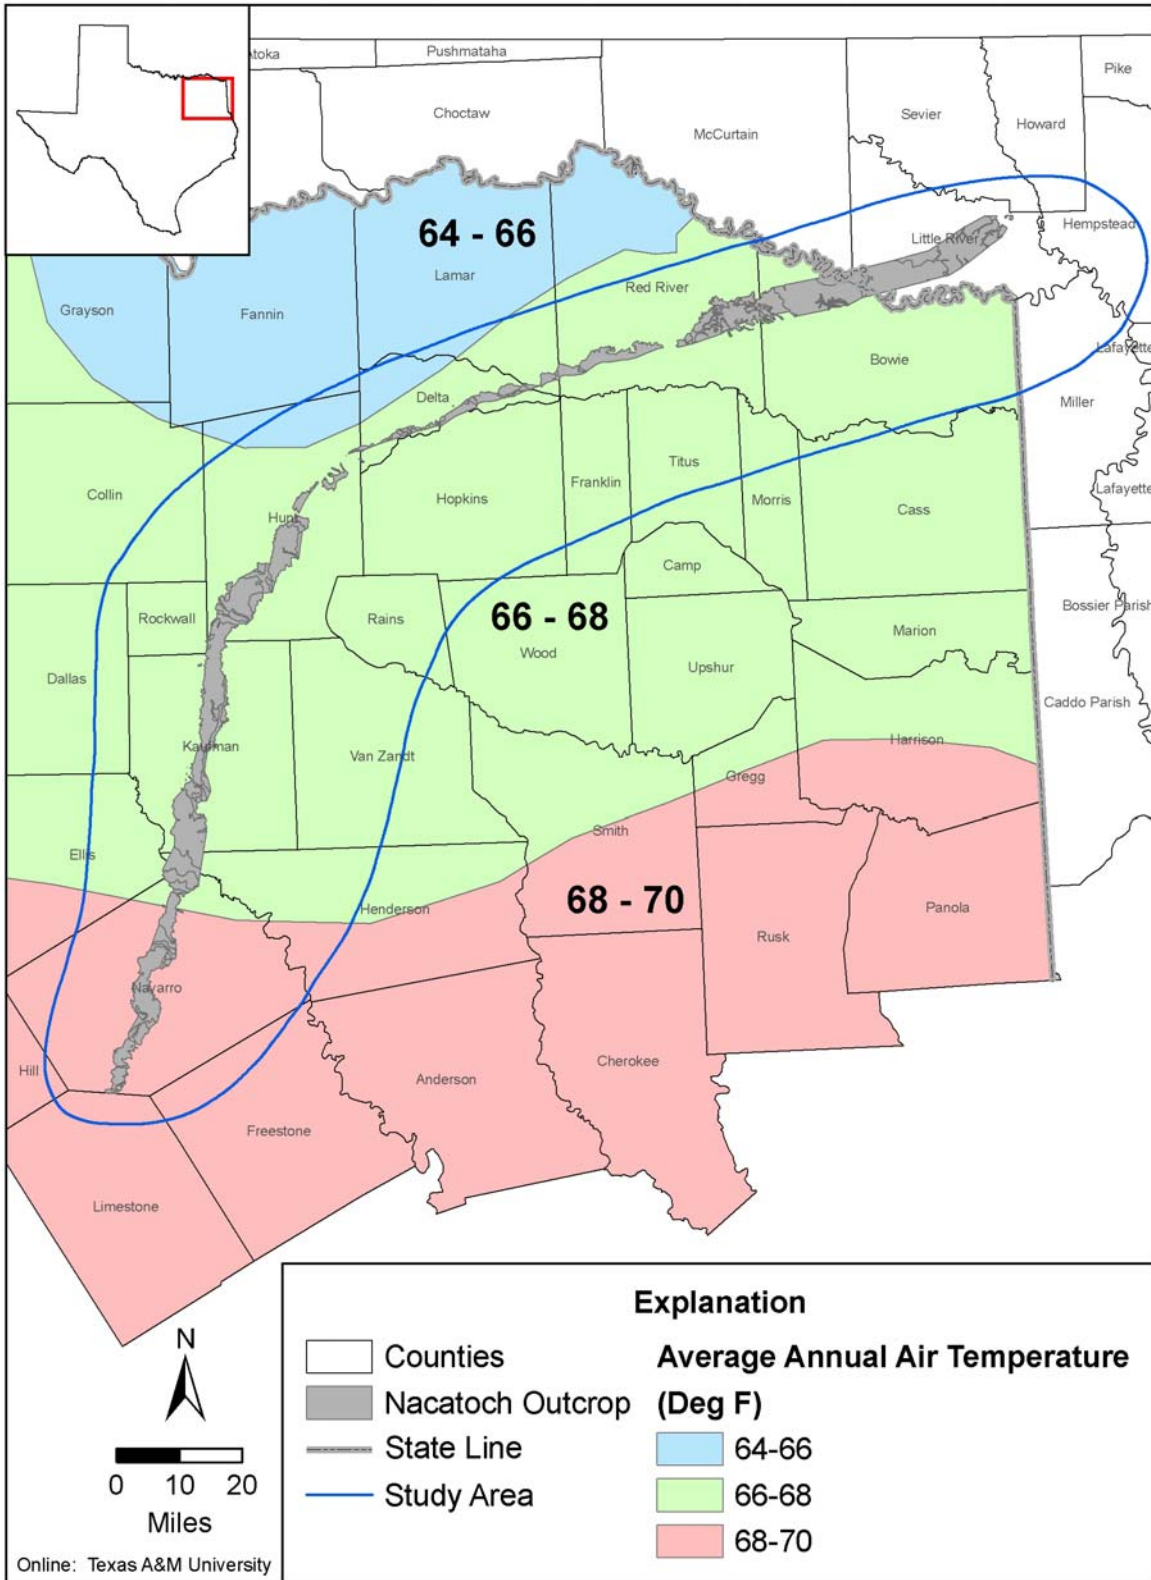 Atoka
Pushmataha
Pike
Choctaw
McCurtain
Sevier
Howard
64 - 66
Little River
Hempstead
Lamar
Red River
Grayson
Fannin
Lafayette
Bowie
Delta
Miller
Collin
Hopkins
Franklin
Titus
Morris
Lafayette
Hunt
Cass
Camp
Bossier Parish
Rockwall
Rains
66 - 68
Marion
Wood
Dallas
Upshur
Caddo Parish
Kaufman
Van Zandt
Harrison
Gregg
Smith
Ellis
68 - 70
Henderson
Panola
Rusk
Navarro
Hill
Cherokee
Anderson
Freestone
Limestone
Explanation
Counties
Nacatoch Outcrop
State Line
Study Area
Average Annual Air Temperature
(Deg F)
64-66
66-68
68-70
N
0 10 20
Miles
Online: Texas A&M University